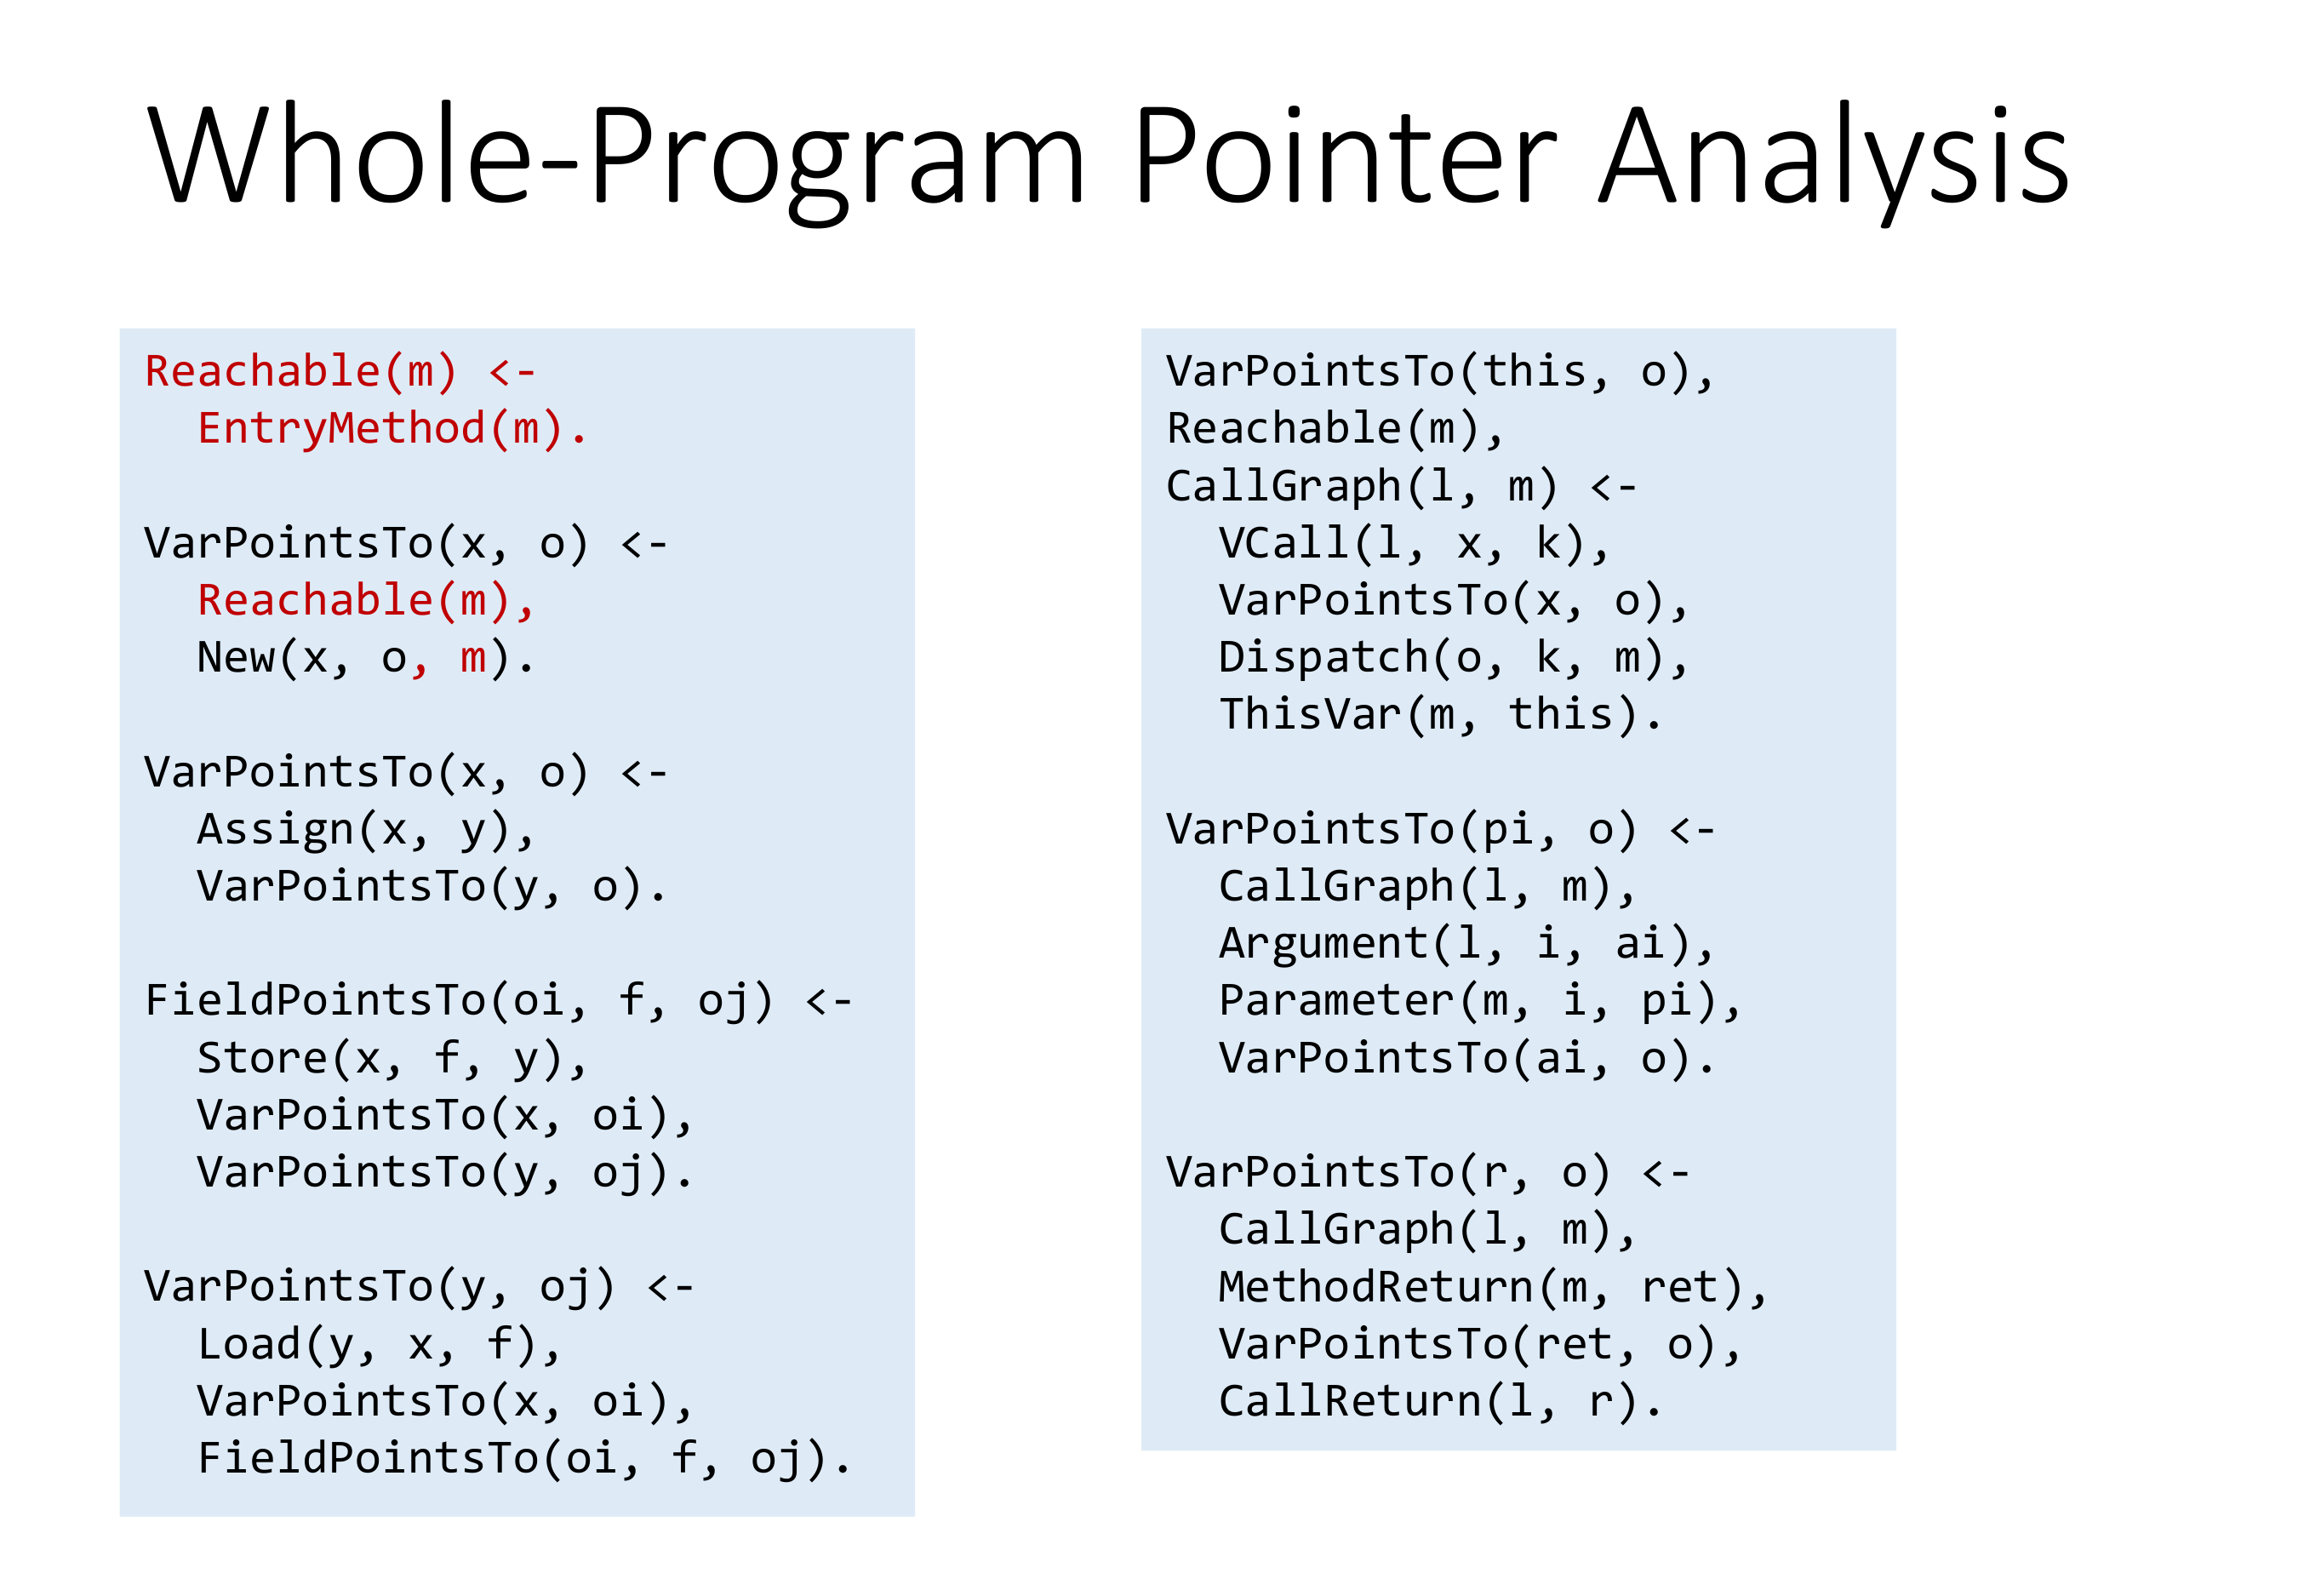 Whole-Program Pointer Analysis
Reachable(m) <-
  EntryMethod(m).
VarPointsTo(x, o) <-
  Reachable(m),
  New(x, o, m).
VarPointsTo(x, o) <-
  Assign(x, y),
  VarPointsTo(y, o).
FieldPointsTo(oi, f, oj) <-
  Store(x, f, y),
  VarPointsTo(x, oi),
  VarPointsTo(y, oj).
VarPointsTo(y, oj) <-
  Load(y, x, f),
  VarPointsTo(x, oi),
  FieldPointsTo(oi, f, oj).
VarPointsTo(this, o),
Reachable(m),
CallGraph(l, m) <-
  VCall(l, x, k),
  VarPointsTo(x, o),
  Dispatch(o, k, m),
  ThisVar(m, this).
VarPointsTo(pi, o) <-
  CallGraph(l, m),
  Argument(l, i, ai),
  Parameter(m, i, pi),
  VarPointsTo(ai, o).
VarPointsTo(r, o) <-
  CallGraph(l, m),
  MethodReturn(m, ret),
  VarPointsTo(ret, o),
  CallReturn(l, r).